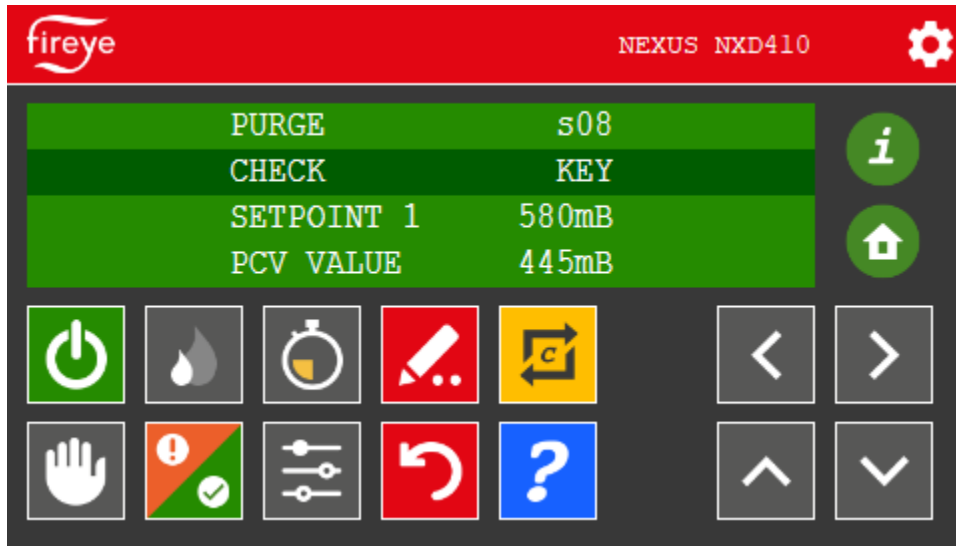 fireye
NEXUS NXD410
PURGE s08
CHECK KEY
SETPOINT 1 580mB
PCV VALUE 445mB
i
C
!
?